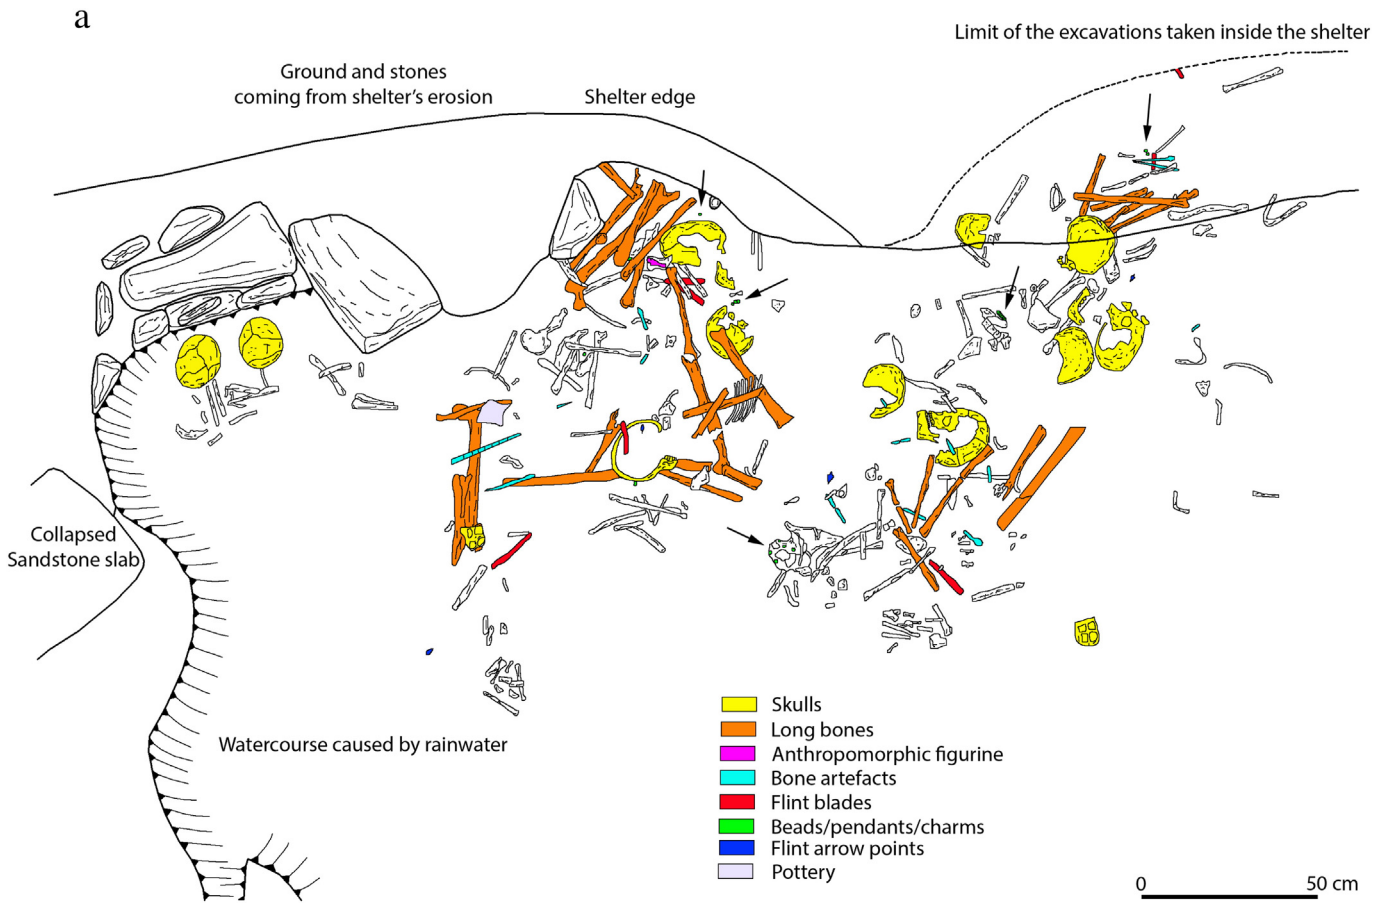 a
Limit of the excavations taken inside the shelter
Ground and stones
coming from shelter's erosion
Shelter edge
Collapsed
Sandstone slab
Watercourse caused by rainwater
Skulls
Long bones
Anthropomorphic figurine
Bone artefacts
Flint blades
Beads/pendants/charms
Flint arrow points
Pottery
0 50 cm